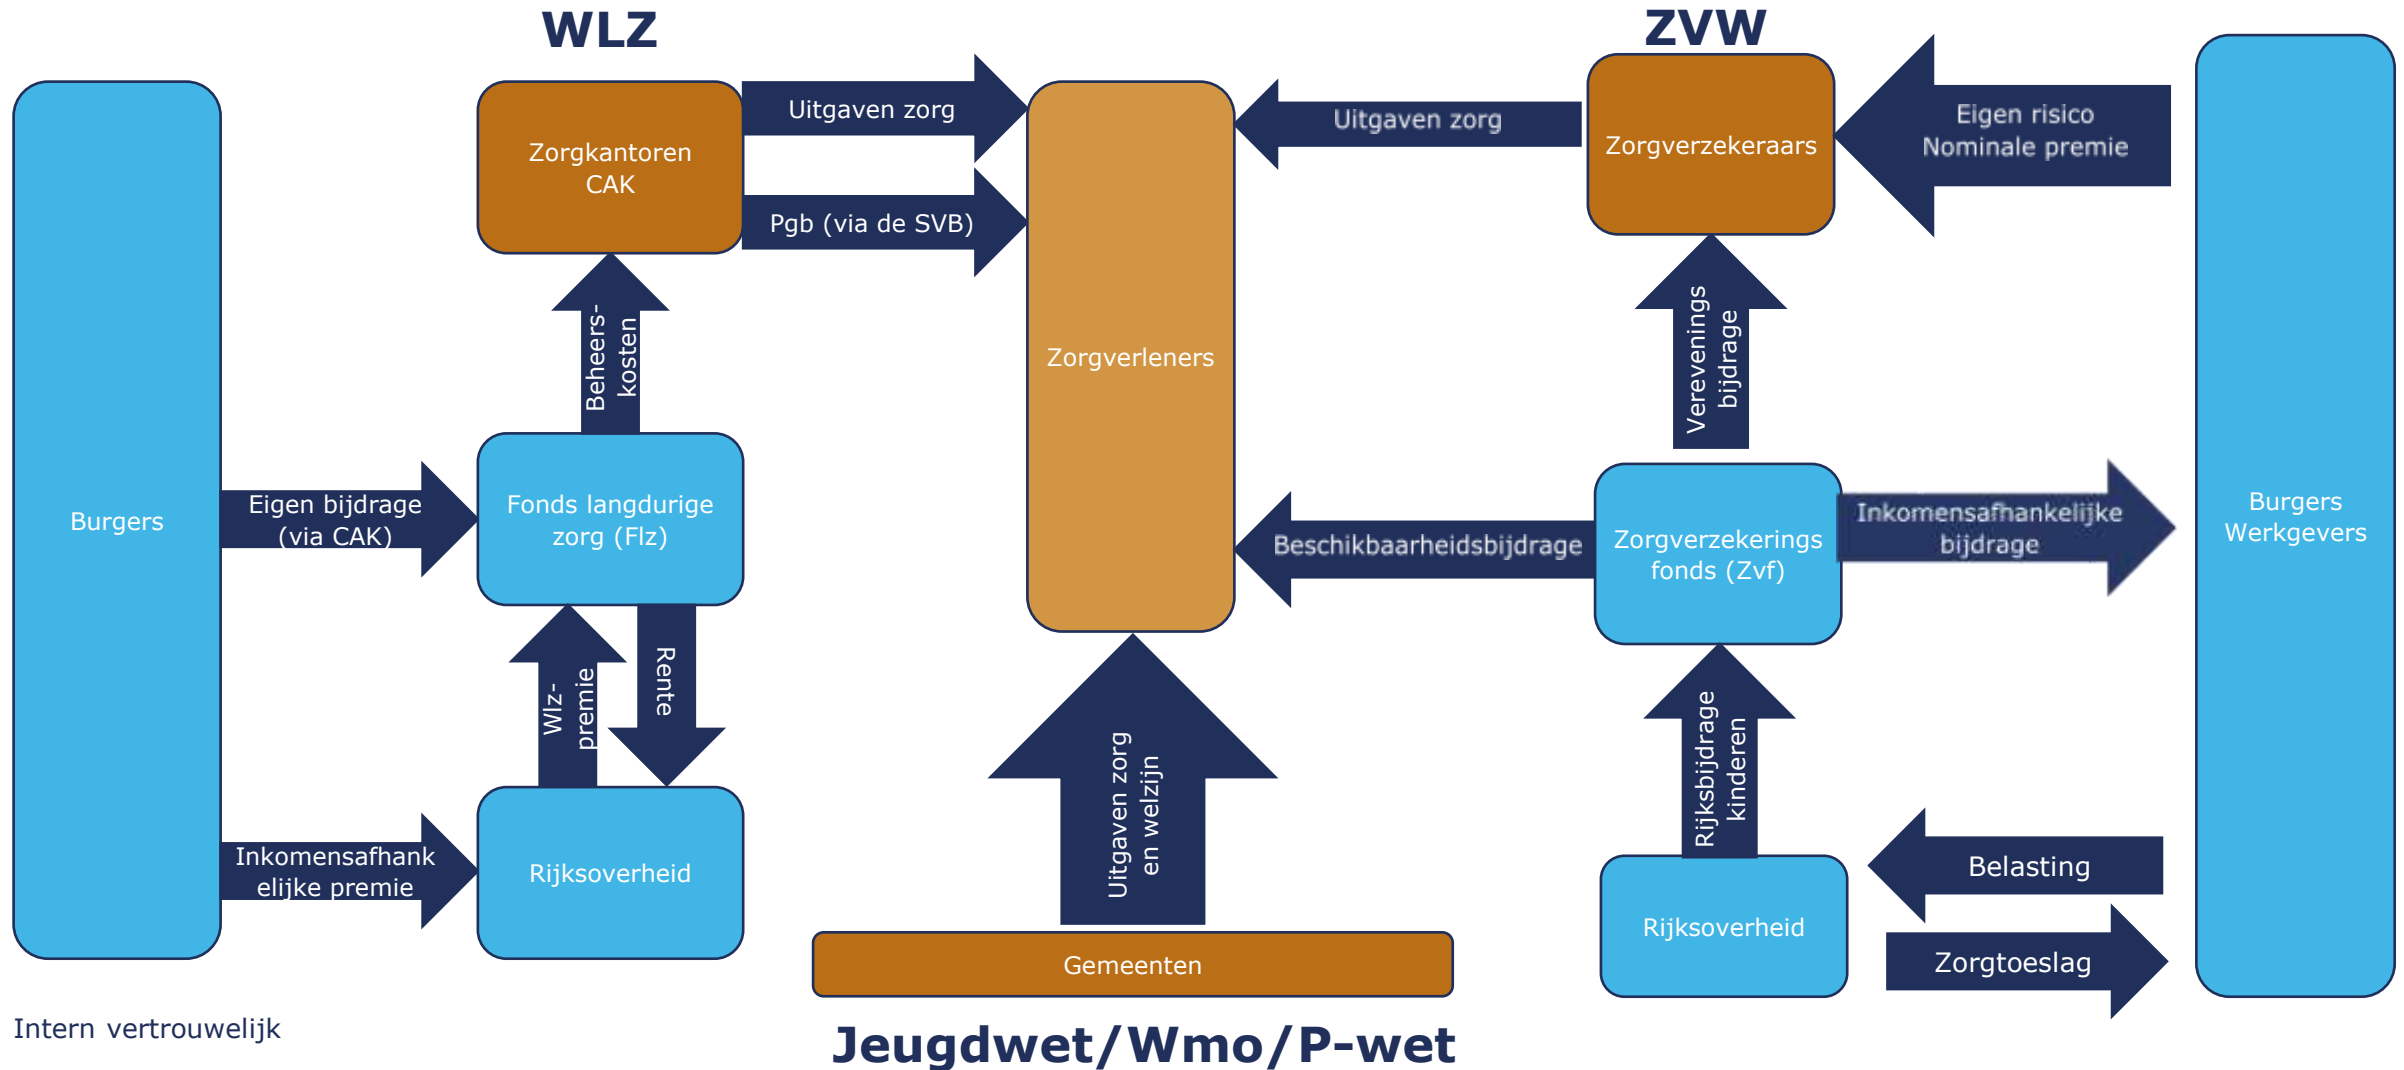 WLZ
ZVW
Burgers
Zorgkantoren
CAK
Uitgaven zorg
Pgb (via de SVB)
Beheers-
kosten
Eigen bijdrage
(via CAK)
Fonds langdurige
zorg (Flz)
Wlz-
premie
Rente
Inkomensafhank
elijke premie
Rijksoverheid
Zorgverleners
Uitgaven zorg
en welzijn
Gemeenten
Uitgaven zorg
Zorgverzekeraars
Eigen risico
Nominale premie
Verevenings
bijdrage
Beschikbaarheidsbijdrage
Zorgverzekerings
fonds (Zvf)
Inkomensafhankelijke
bijdrage
Burgers
Werkgevers
Rijksbijdrage
kinderen
Rijksoverheid
Belasting
Zorgtoeslag
Intern vertrouwelijk
Jeugdwet/Wmo/P-wet